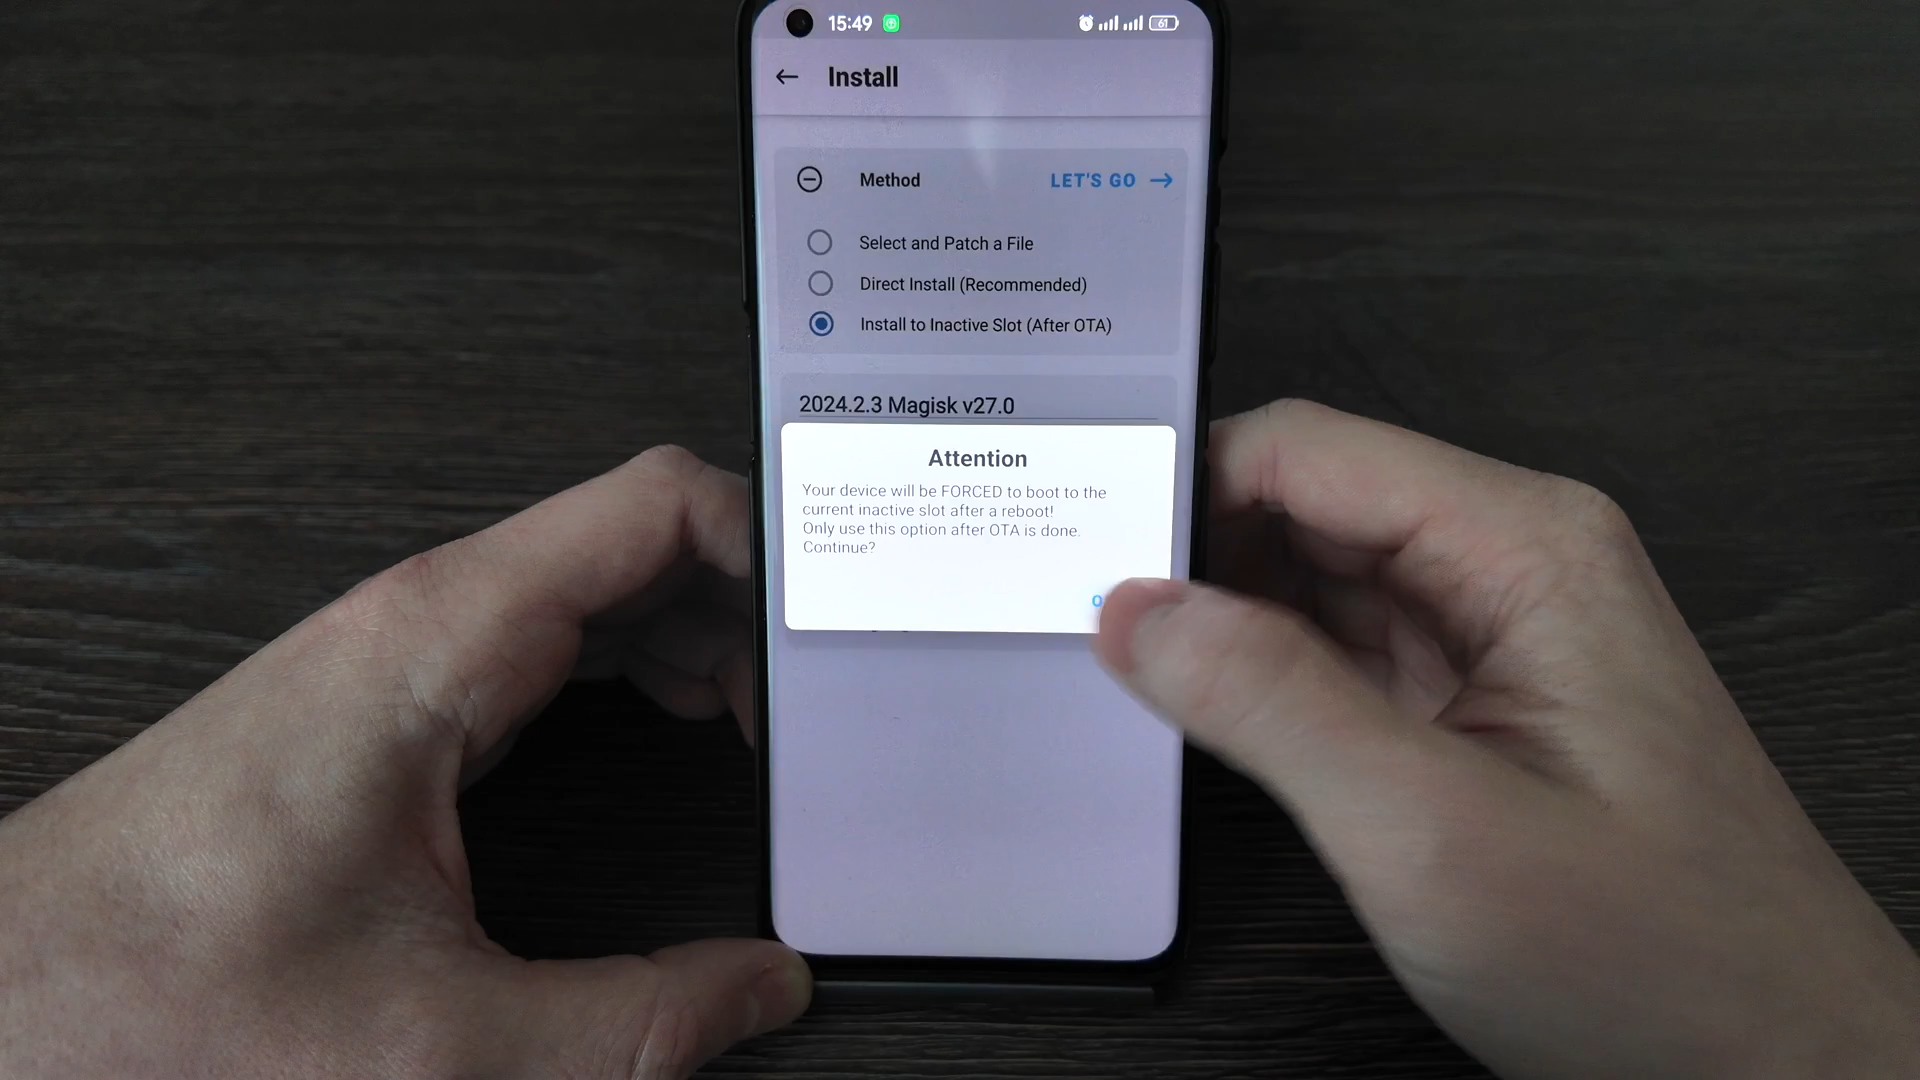 15:49
61
Install
Method
LET'S GO
Select and Patch a File
Direct Install (Recommended)
Install to Inactive Slot (After OTA)
2024.2.3 Magisk v27.0
Attention
Your device will be FORCED to boot to the
current inactive slot after a reboot!
Only use this option after OTA is done.
Continue?